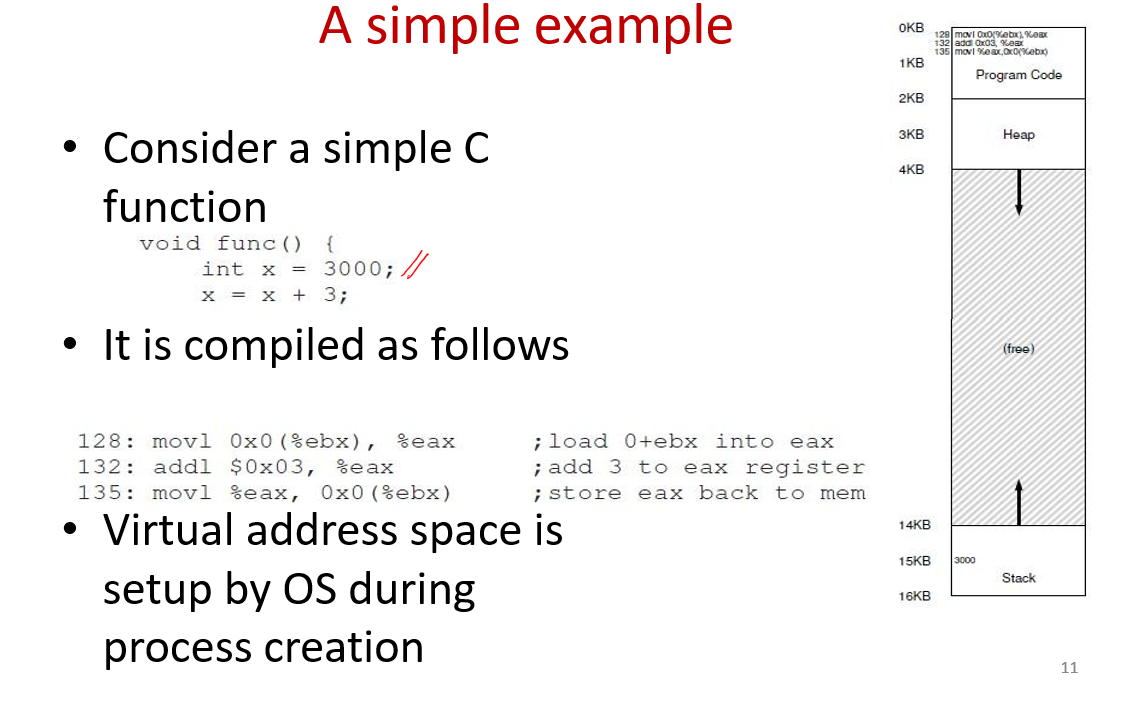 A simple example
• Consider a simple C
function
void func() {
int x = 3000; //
x = x + 3;
• It is compiled as follows
128: movl 0x0(%ebx), %eax ;load 0+ebx into eax
132: addl $0x03, %eax ;add 3 to eax register
135: movl %eax, 0x0(%ebx) ;store eax back to mem
• Virtual address space is
setup by OS during
process creation
0KB
128 movl 0x0(%ebx),%eax
132 addl 0x03, %eax
135 movl %eax,0x0(%ebx)
1KB
Program Code
2KB
3KB
Heap
4KB
(free)
14KB
15KB
3000
Stack
16KB
11